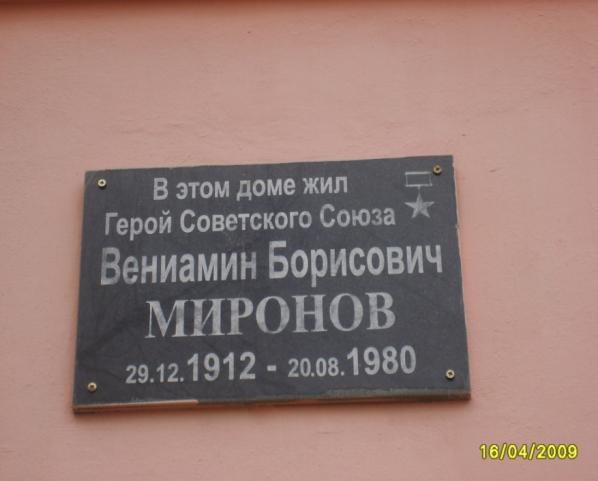 В этом доме жил
Герой Советского Союза
Вениамин Борисович
МИРОНОВ
29.12.1912 - 20.08.1980
16/04/2009